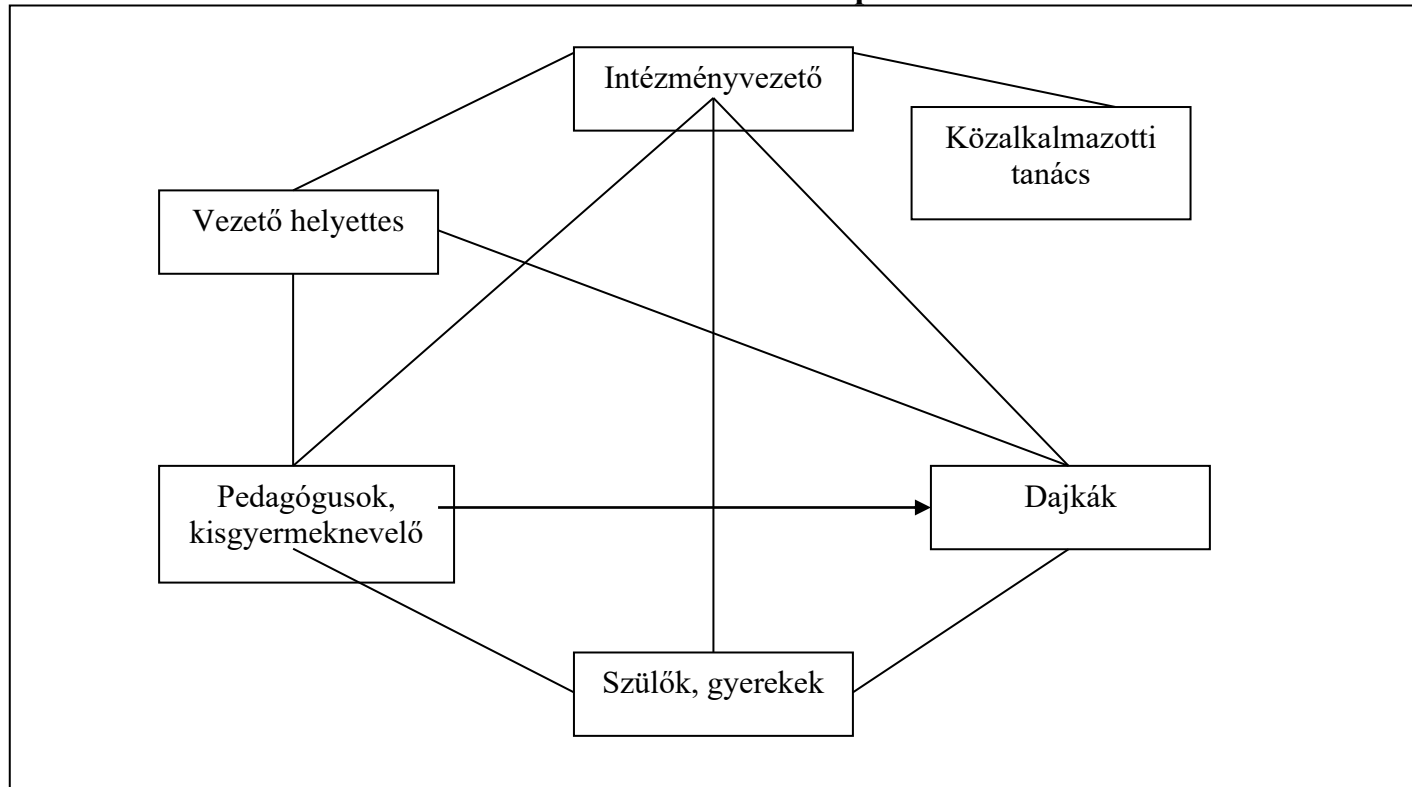 Intézményvezető
Közalkalmazotti
tanács
Vezető helyettes
Pedagógusok,
kisgyermeknevelő
Dajkák
Szülők, gyerekek